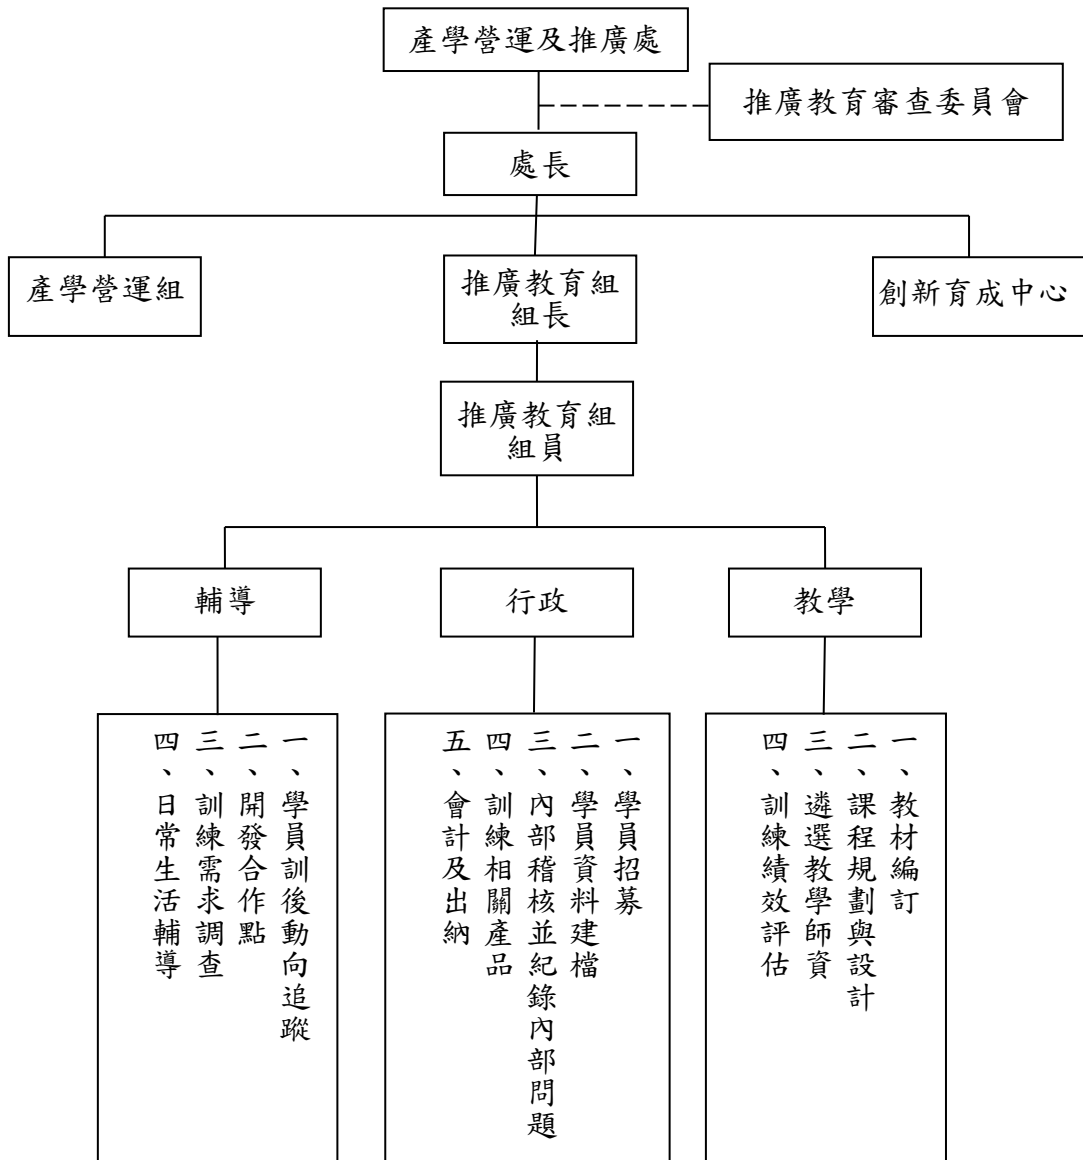 產學營運及推廣處
推廣教育審查委員會
處長
產學營運組
推廣教育組
組長
創新育成中心
推廣教育組
組員
輔導
行政
教學
一、學員訓後動向追蹤
二、開發合作點
三、訓練需求調查
四、日常生活輔導
一、學員招募
二、學員資料建檔
三、內部稽核並紀錄內部問題
四、訓練相關產品
五、會計及出納
一、教材編訂
二、課程規劃與設計
三、遴選教學師資
四、訓練績效評估